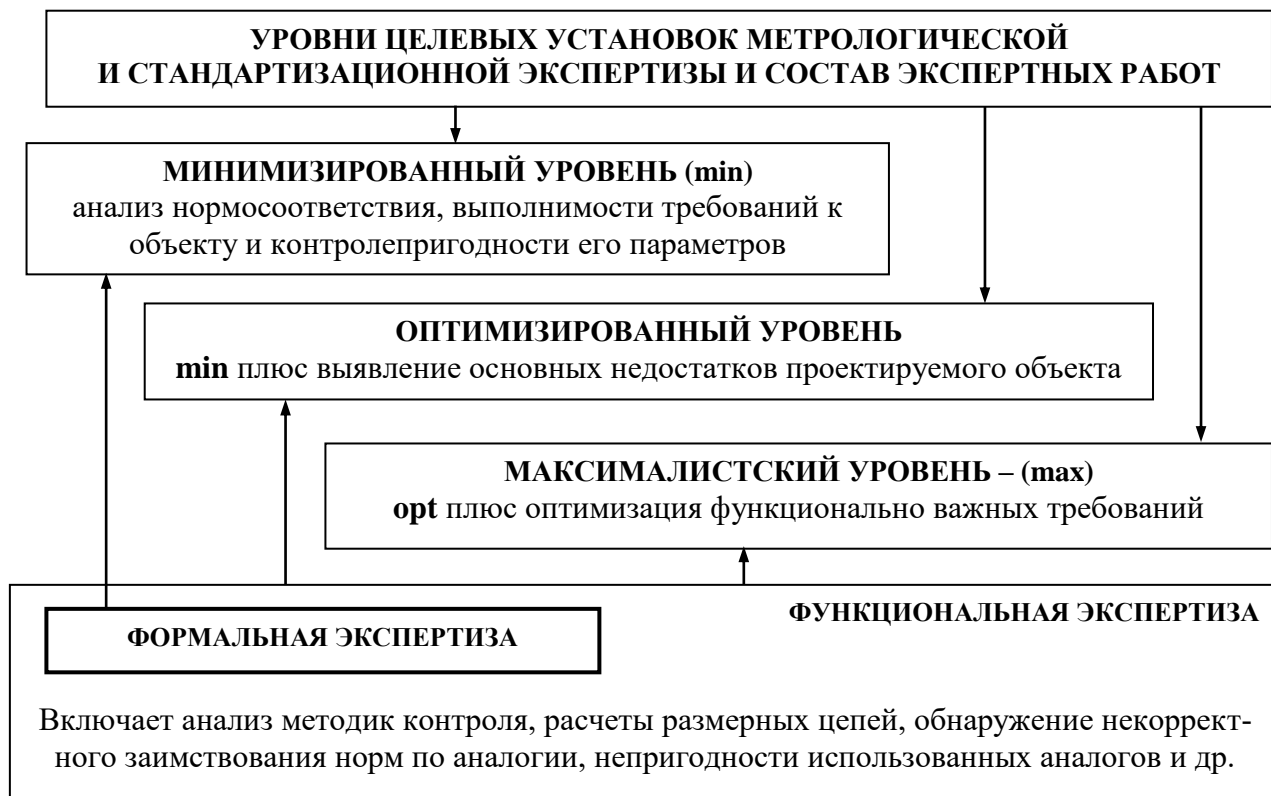 УРОВНИ ЦЕЛЕВЫХ УСТАНОВОК МЕТРОЛОГИЧЕСКОЙ
И СТАНДАРТИЗАЦИОННОЙ ЭКСПЕРТИЗЫ И СОСТАВ ЭКСПЕРТНЫХ РАБОТ
МИНИМИЗИРОВАННЫЙ УРОВЕНЬ (min)
анализ нормосоответствия, выполнимости требований к
объекту и контролепригодности его параметров
ОПТИМИЗИРОВАННЫЙ УРОВЕНЬ
min плюс выявление основных недостатков проектируемого объекта
МАКСИМАЛИСТСКИЙ УРОВЕНЬ – (max)
opt плюс оптимизация функционально важных требований
ФУНКЦИОНАЛЬНАЯ ЭКСПЕРТИЗА
ФОРМАЛЬНАЯ ЭКСПЕРТИЗА
Включает анализ методик контроля, расчеты размерных цепей, обнаружение некоррект-
ного заимствования норм по аналогии, непригодности использованных аналогов и др.